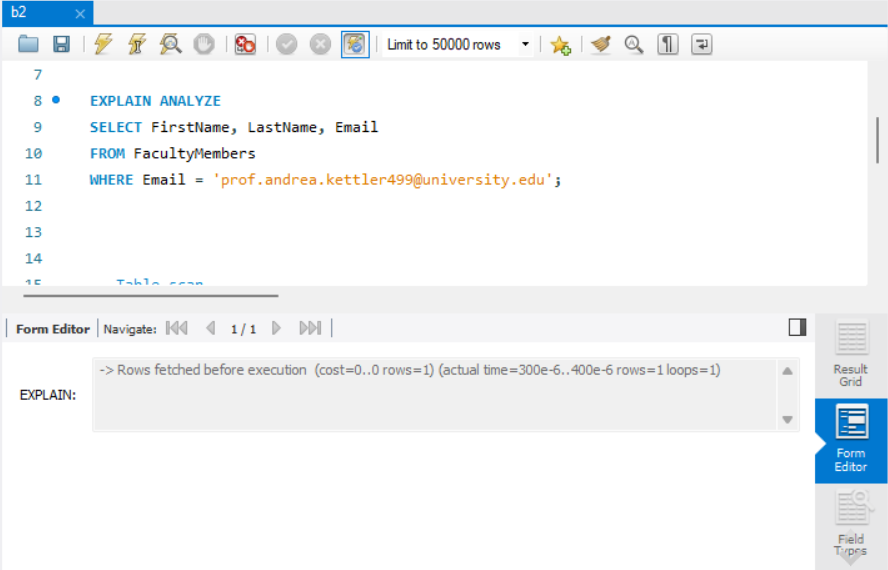 b2
Limit to 50000 rows
7
8 EXPLAIN ANALYZE
9 SELECT FirstName, LastName, Email
10 FROM FacultyMembers
11 WHERE Email = 'prof.andrea.kettler499@university.edu';
12
13
14
15 Table scan
Form Editor Navigate: 1 / 1
EXPLAIN:
-> Rows fetched before execution (cost=0..0 rows=1) (actual time=300e-6..400e-6 rows=1 loops=1)
Result
Grid
Form
Editor
Field
Types